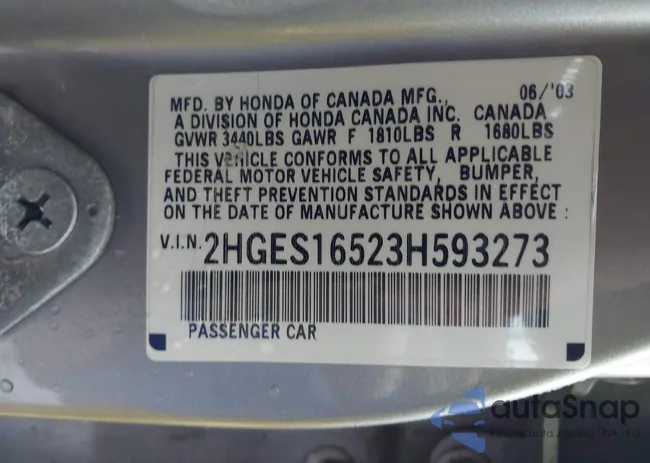 06/'03
MFD. BY HONDA OF CANADA MFG.,
A DIVISION OF HONDA CANADA INC. CANADA
GVWR 3440LBS GAWR F 1810LBS R 1680LBS
THIS VEHICLE CONFORMS TO ALL APPLICABLE
FEDERAL MOTOR VEHICLE SAFETY, BUMPER,
AND THEFT PREVENTION STANDARDS IN EFFECT
ON THE DATE OF MANUFACTURE SHOWN ABOVE :
V.I.N. 2HGES16523H593273
PASSENGER CAR
autoSnap